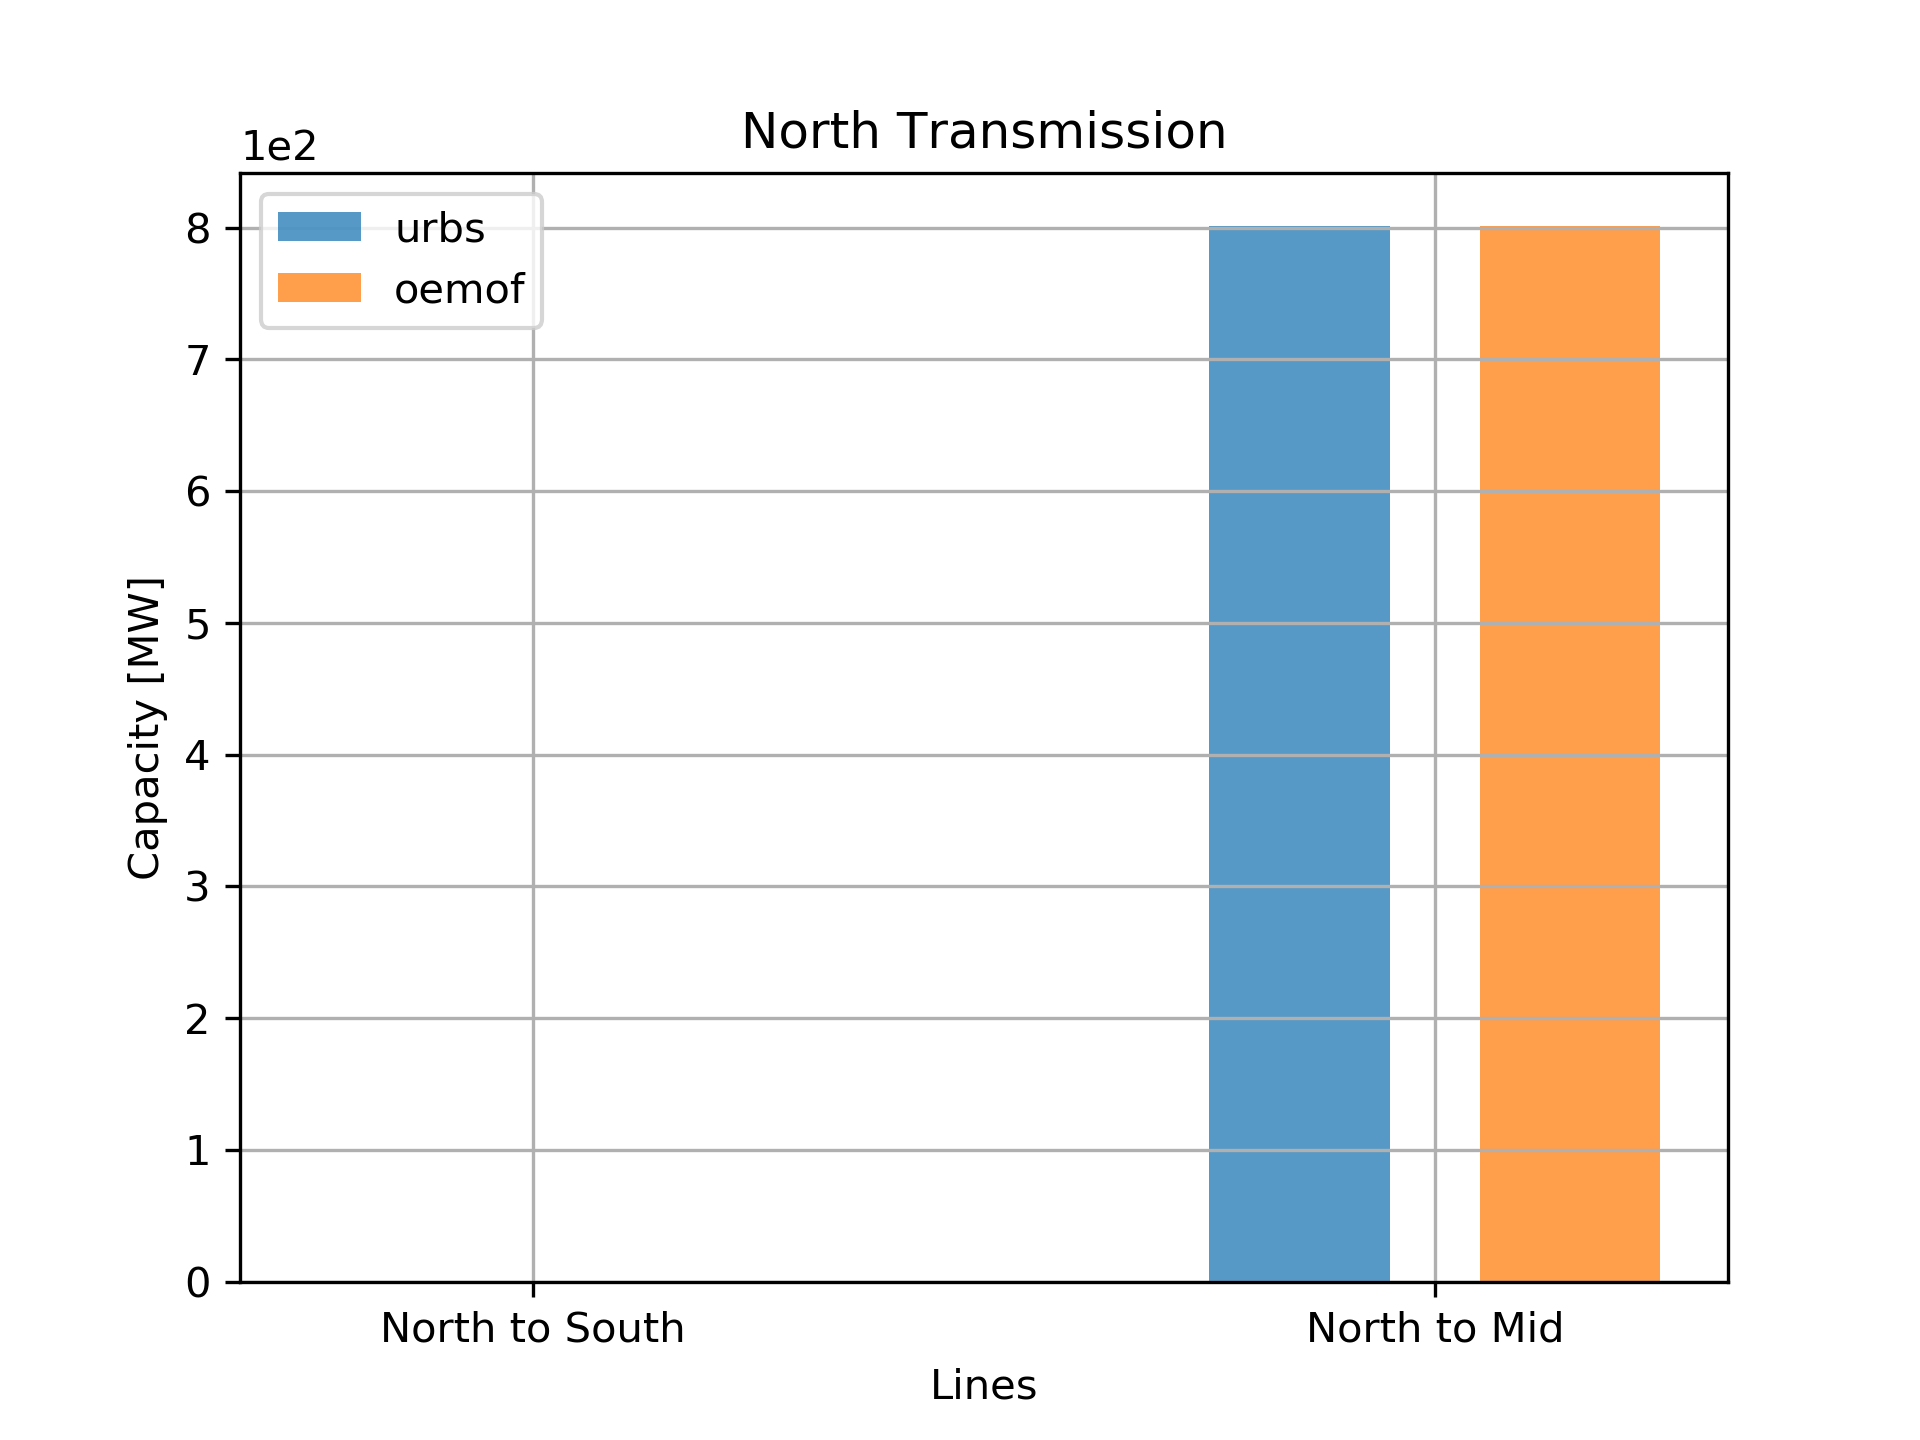 North Transmission
1e2
urbs
oemof
8
7
6
5
4
3
2
1
0
Capacity [MW]
North to South
North to Mid
Lines